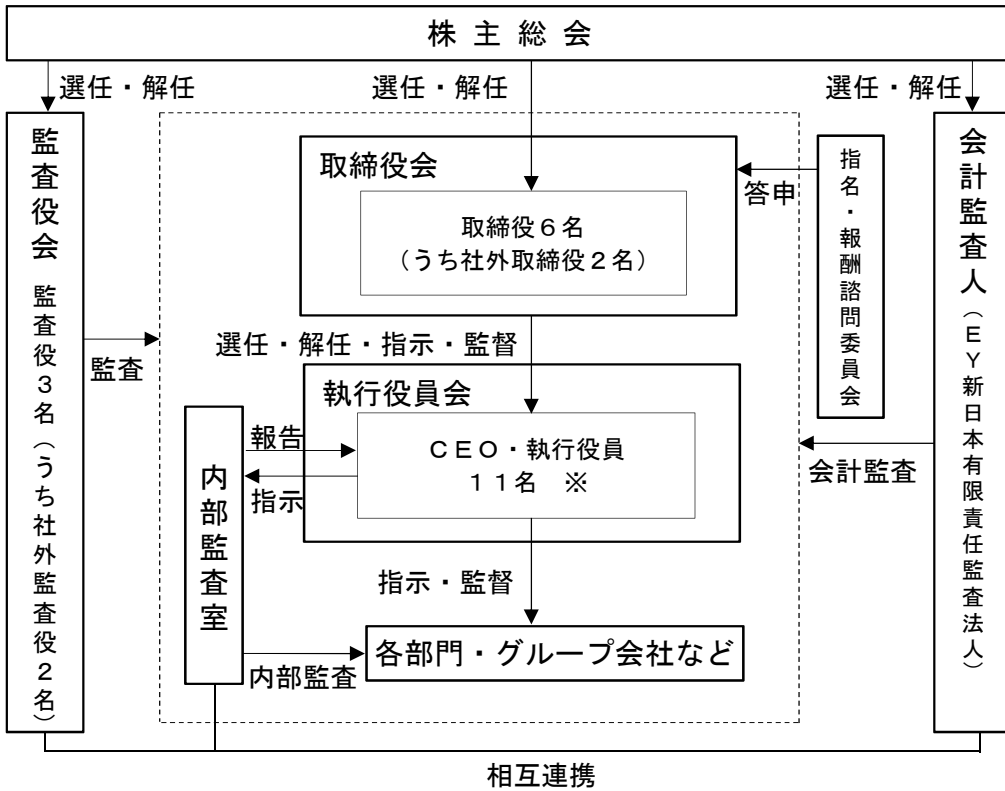 株主総会
選任・解任
選任・解任
選任・解任
監査役会 監査役3名（うち社外監査役2名）
取締役会
取締役6名
（うち社外取締役2名）
答申
指名・報酬諮問委員会
会計監査人（EY新日本有限責任監査法人）
監査
選任・解任・指示・監督
執行役員会
CEO・執行役員
11名 ※
報告
指示
内部監査室
会計監査
指示・監督
各部門・グループ会社など
内部監査
相互連携